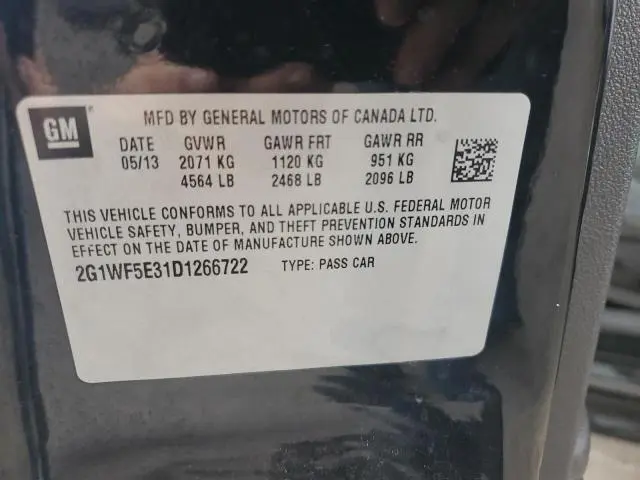 GM
MFD BY GENERAL MOTORS OF CANADA LTD.
DATE GVWR GAWR FRT GAWR RR
05/13 2071 KG 1120 KG 951 KG
4564 LB 2468 LB 2096 LB
THIS VEHICLE CONFORMS TO ALL APPLICABLE U.S. FEDERAL MOTOR
VEHICLE SAFETY, BUMPER, AND THEFT PREVENTION STANDARDS IN
EFFECT ON THE DATE OF MANUFACTURE SHOWN ABOVE.
2G1WF5E31D1266722 TYPE: PASS CAR